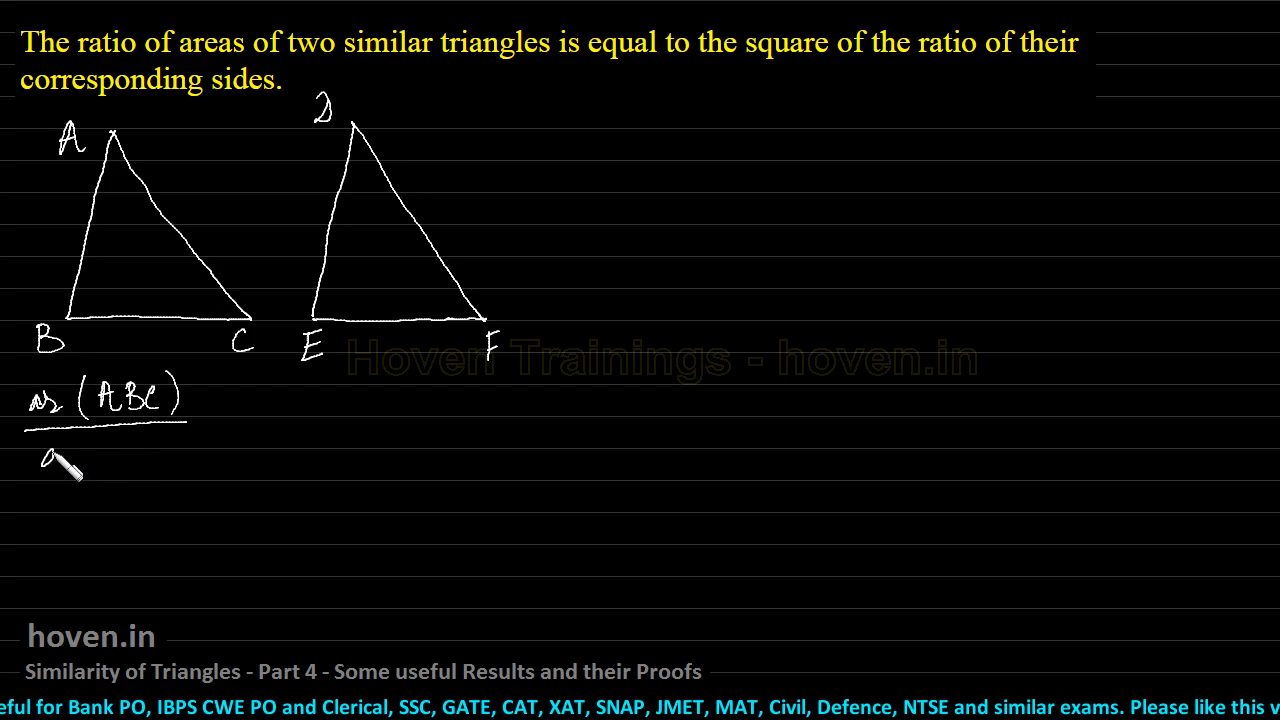 The ratio of areas of two similar triangles is equal to the square of the ratio of their
corresponding sides.
A
D
B
C
E
F
Hoven Trainings - hoven.in
ar (ABC)
a
hoven.in
Similarity of Triangles - Part 4 - Some useful Results and their Proofs
eful for Bank PO, IBPS CWE PO and Clerical, SSC, GATE, CAT, XAT, SNAP, JMET, MAT, Civil, Defence, NTSE and similar exams. Please like this v